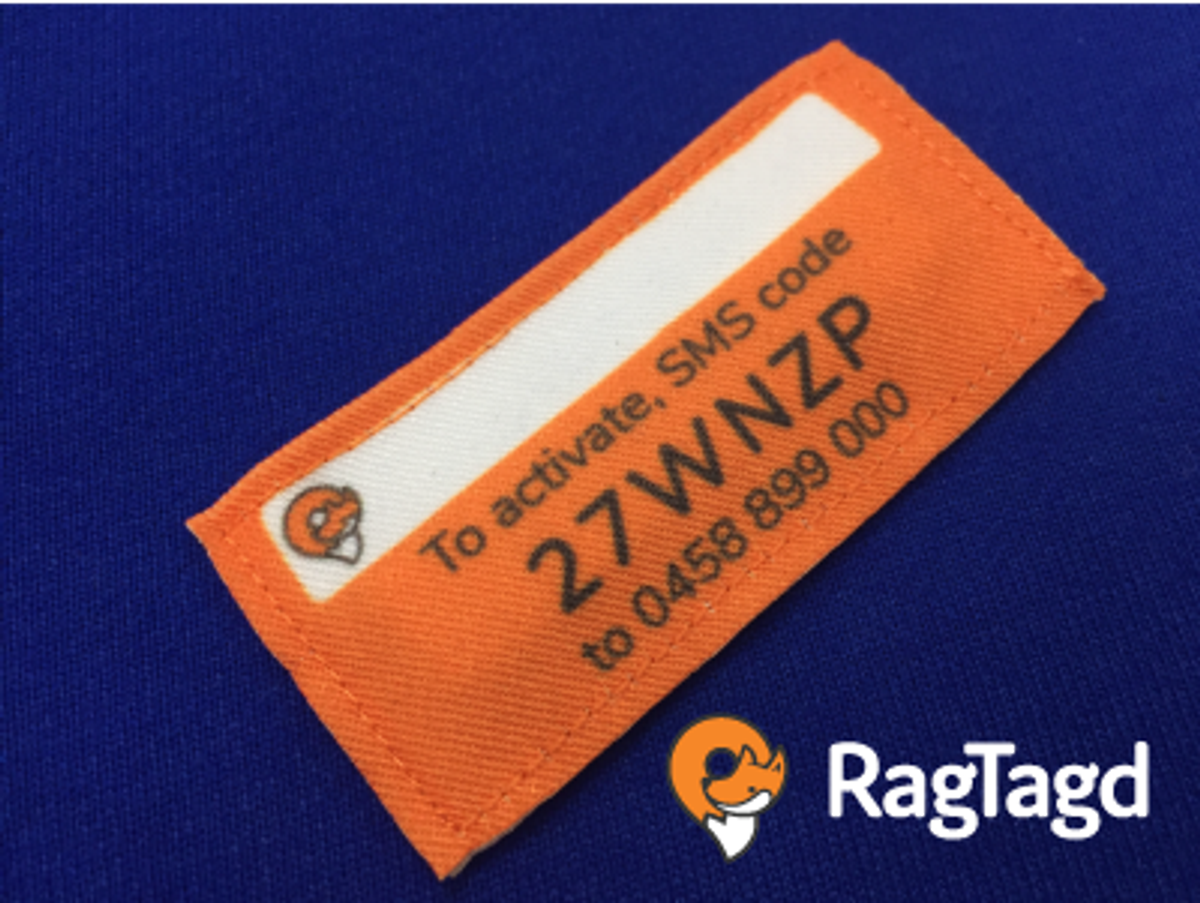 To activate, SMS code
27WNZP
to 0458 899 000
RagTagd